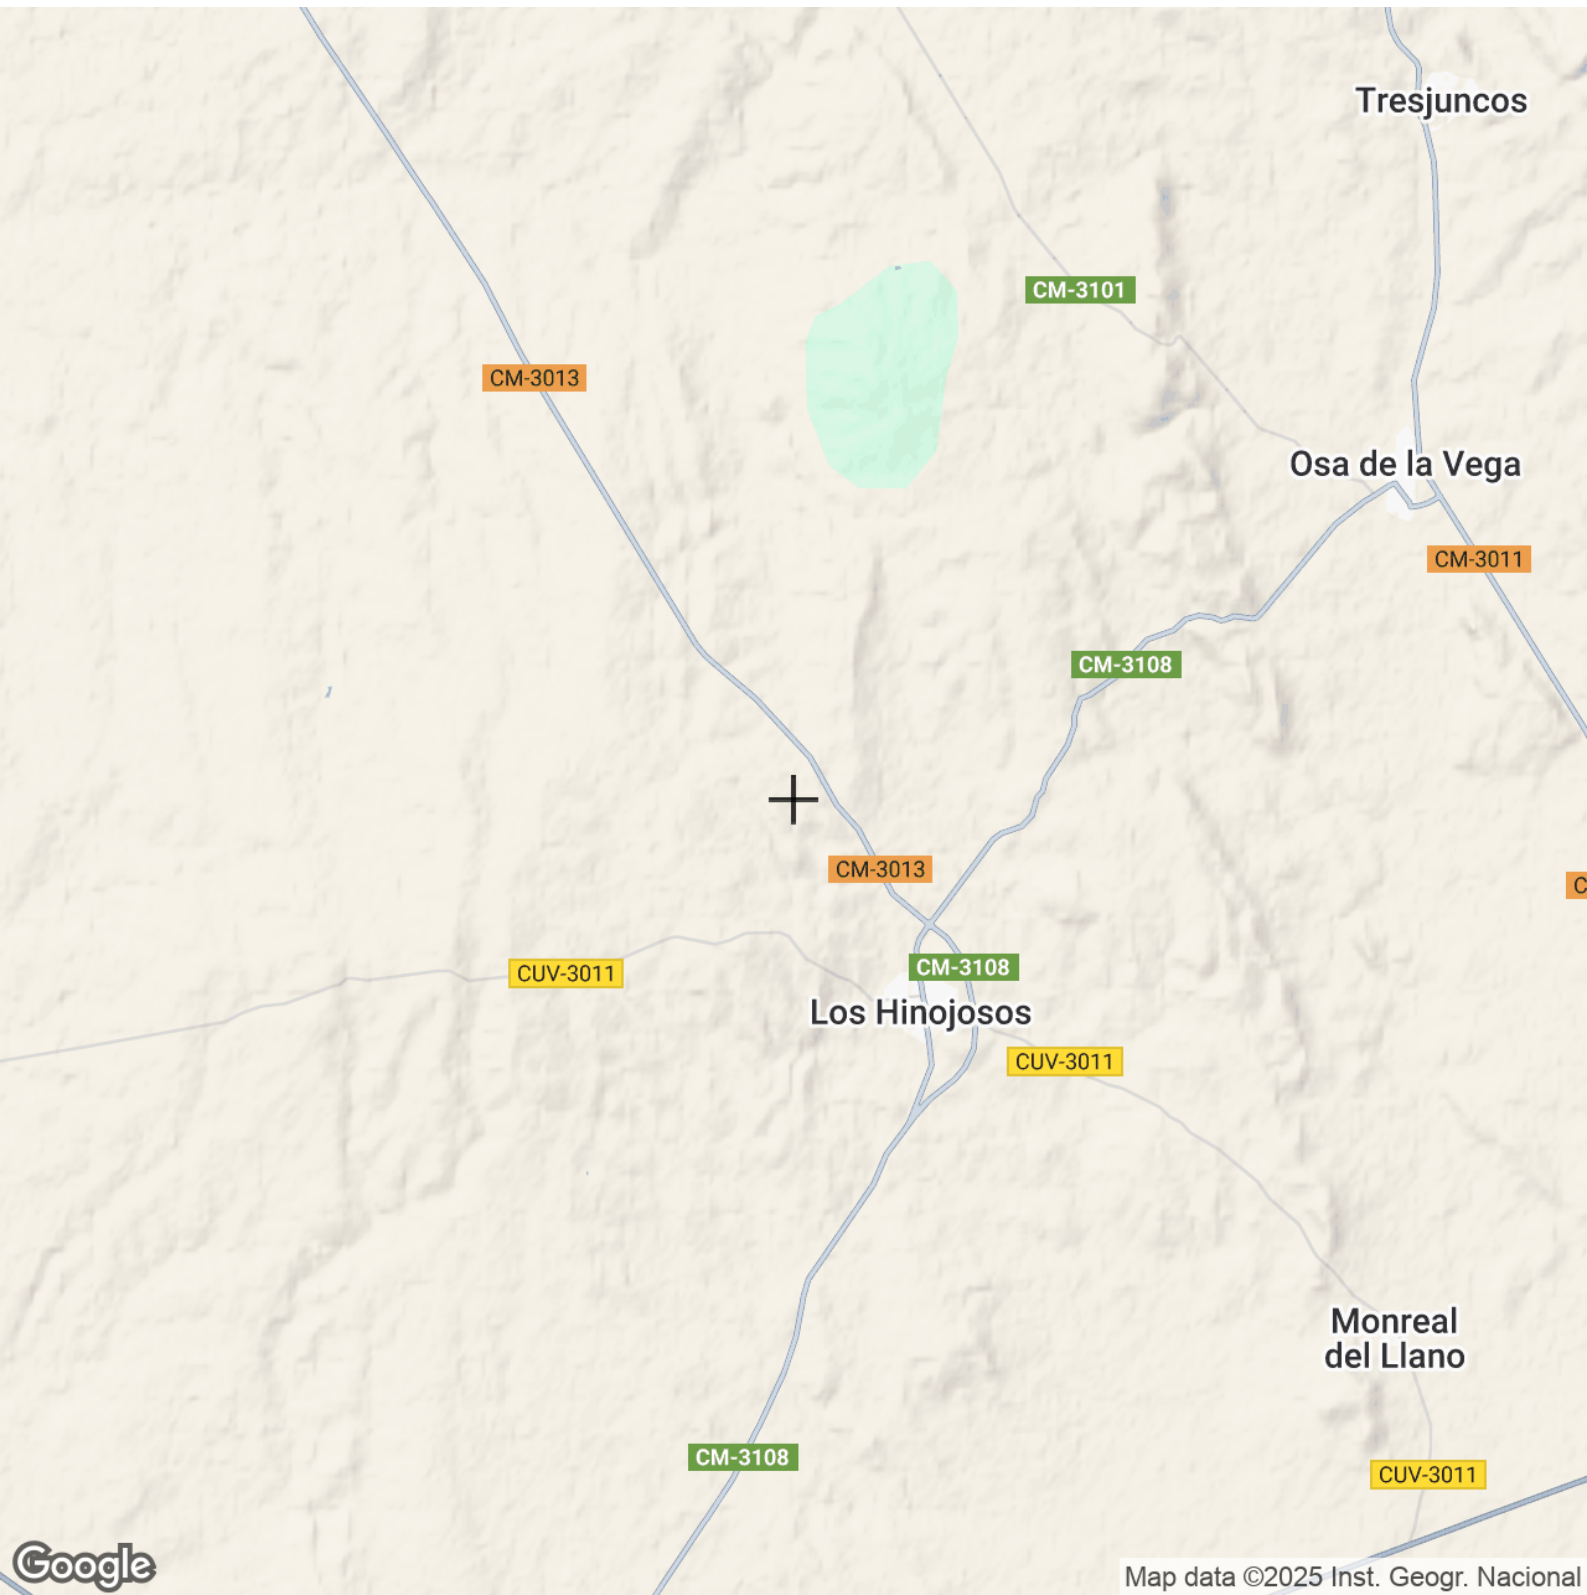 Tresjuncos
CM-3101
CM-3013
Osa de la Vega
CM-3011
CM-3108
CM-3013
C
CUV-3011
CM-3108
Los Hinojosos
CUV-3011
Monreal
del Llano
CM-3108
CUV-3011
Google
Map data ©2025 Inst. Geogr. Nacional